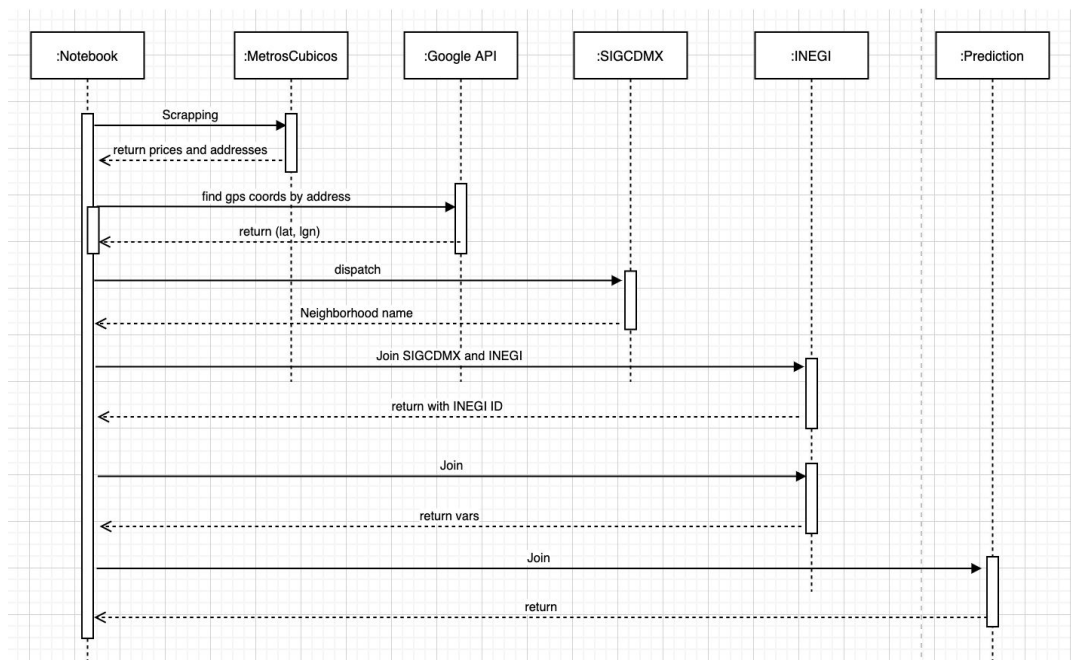 :Notebook
:MetrosCubicos
:Google API
:SIGCDMX
:INEGI
:Prediction
Scrapping
return prices and addresses
find gps coords by address
return (lat, lgn)
dispatch
Neighborhood name
Join SIGCDMX and INEGI
return with INEGI ID
Join
return vars
Join
return